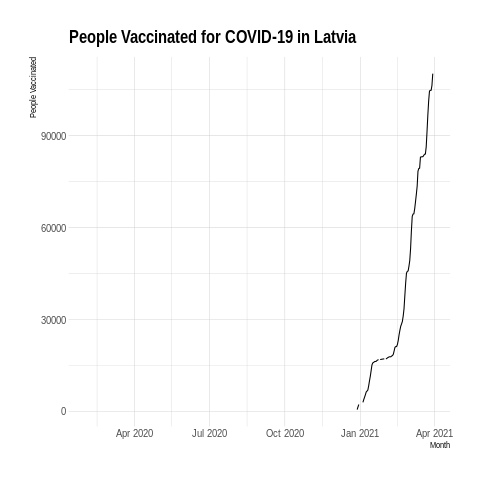 People Vaccinated for COVID-19 in Latvia
People Vaccinated
90000
60000
30000
0
Apr 2020
Jul 2020
Oct 2020
Jan 2021
Apr 2021
Month